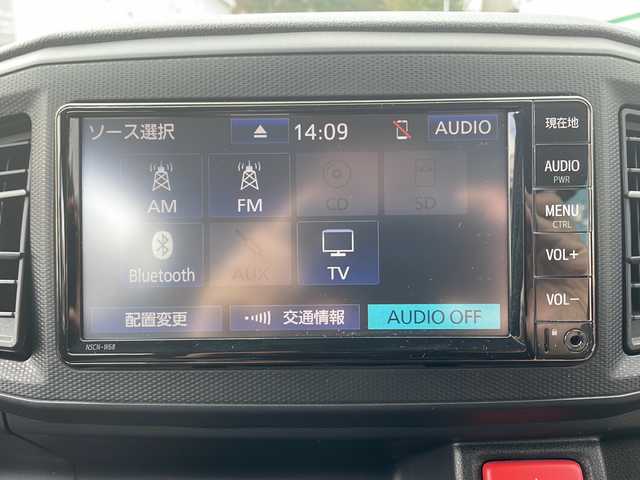 ソース選択 14:09 AUDIO
AM FM CD SD
Bluetooth AUX TV
配置変更 交通情報 AUDIO OFF
現在地
AUDIO
PWR
MENU
CTRL
VOL+
VOL−
NSCN-W68